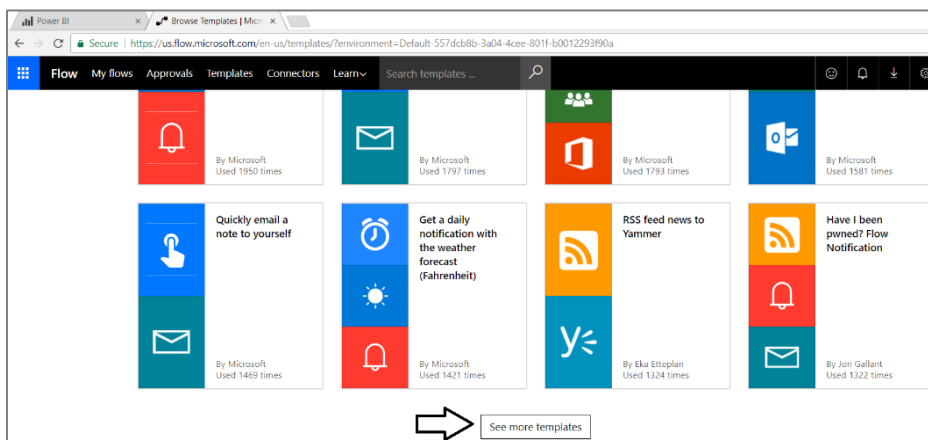 Power BI
Browse Templates | Micro
Secure | https://us.flow.microsoft.com/en-us/templates/?environment=Default-557dcb8b-3a04-4cee-801f-b0012293f90a
Flow My flows Approvals Templates Connectors Learn Search templates ...
By Microsoft
Used 1950 times
By Microsoft
Used 1797 times
By Microsoft
Used 1793 times
By Microsoft
Used 1581 times
Quickly email a
note to yourself
By Microsoft
Used 1469 times
Get a daily
notification with
the weather
forecast
(Fahrenheit)
By Microsoft
Used 1421 times
RSS feed news to
Yammer
By Eka Etteplan
Used 1324 times
Have I been
pwned? Flow
Notification
By Jon Gallant
Used 1322 times
See more templates